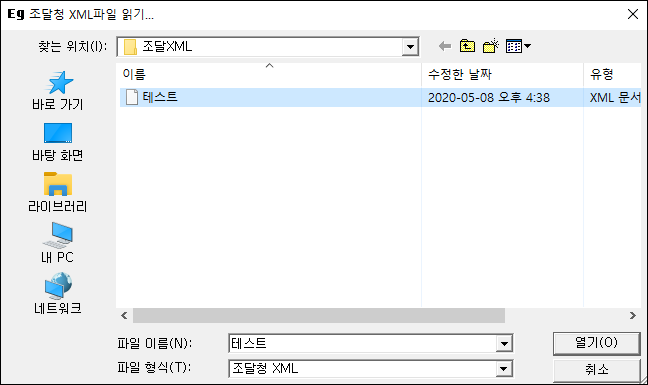 Eg 조달청 XML파일 읽기...
찾는 위치(I): 조달XML
이름 수정한 날짜 유형
테스트 2020-05-08 오후 4:38 XML 문서
바로 가기
바탕 화면
라이브러리
내 PC
네트워크
파일 이름(N): 테스트 열기(O)
파일 형식(T): 조달청 XML 취소